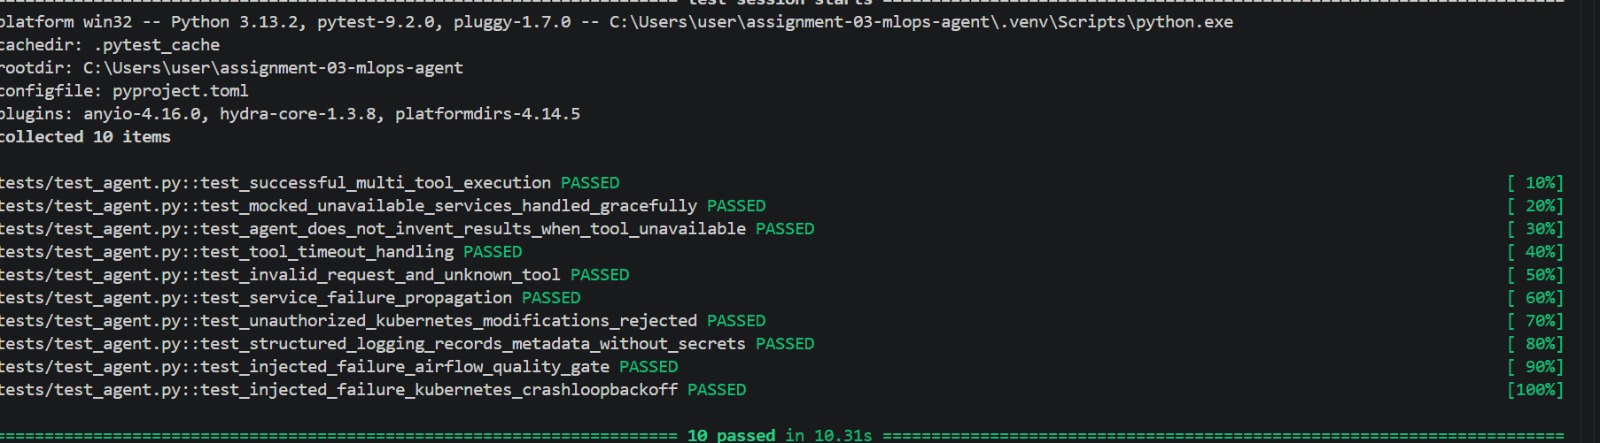 ============================= test session starts =============================
platform win32 -- Python 3.13.2, pytest-9.2.0, pluggy-1.7.0 -- C:\Users\user\assignment-03-mlops-agent\.venv\Scripts\python.exe
cachedir: .pytest_cache
rootdir: C:\Users\user\assignment-03-mlops-agent
configfile: pyproject.toml
plugins: anyio-4.16.0, hydra-core-1.3.8, platformdirs-4.14.5
collected 10 items
tests/test_agent.py::test_successful_multi_tool_execution PASSED [ 10%]
tests/test_agent.py::test_mocked_unavailable_services_handled_gracefully PASSED [ 20%]
tests/test_agent.py::test_agent_does_not_invent_results_when_tool_unavailable PASSED [ 30%]
tests/test_agent.py::test_tool_timeout_handling PASSED [ 40%]
tests/test_agent.py::test_invalid_request_and_unknown_tool PASSED [ 50%]
tests/test_agent.py::test_service_failure_propagation PASSED [ 60%]
tests/test_agent.py::test_unauthorized_kubernetes_modifications_rejected PASSED [ 70%]
tests/test_agent.py::test_structured_logging_records_metadata_without_secrets PASSED [ 80%]
tests/test_agent.py::test_injected_failure_airflow_quality_gate PASSED [ 90%]
tests/test_agent.py::test_injected_failure_kubernetes_crashloopbackoff PASSED [100%]
============================= 10 passed in 10.31s =============================